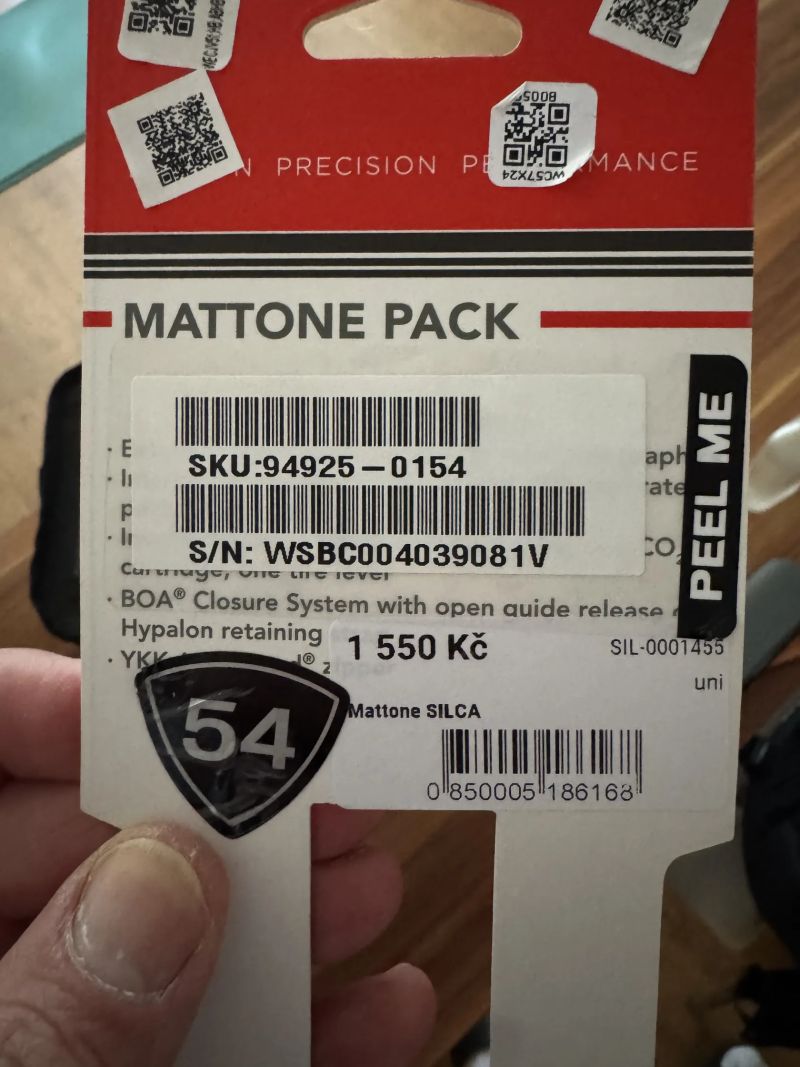 B005
WC57X24
N PRECISION PE MANCE
MATTONE PACK
PEEL ME
SKU:94925-0154
S/N: WSBC004039081V
CO₂
cartridge, one tire lever
· BOA® Closure System with open guide release
Hypalon retaining
· YKK
1 550 Kč
SIL-0001455
uni
Mattone SILCA
54
0 850005 186168